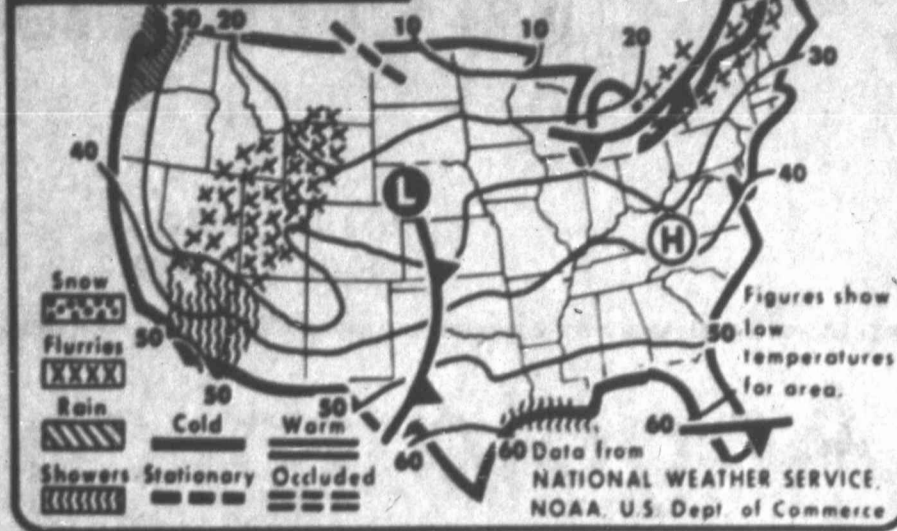 30 20
10
10
20
30
40
40
L
H
Snow
Flurries
XXXX
Rain
Showers
50
50
50
60
50
60
60
Cold
Warm
Stationary
Occluded
Figures show
low
temperatures
for area.
Data from
NATIONAL WEATHER SERVICE,
NOAA, U.S. Dept. of Commerce